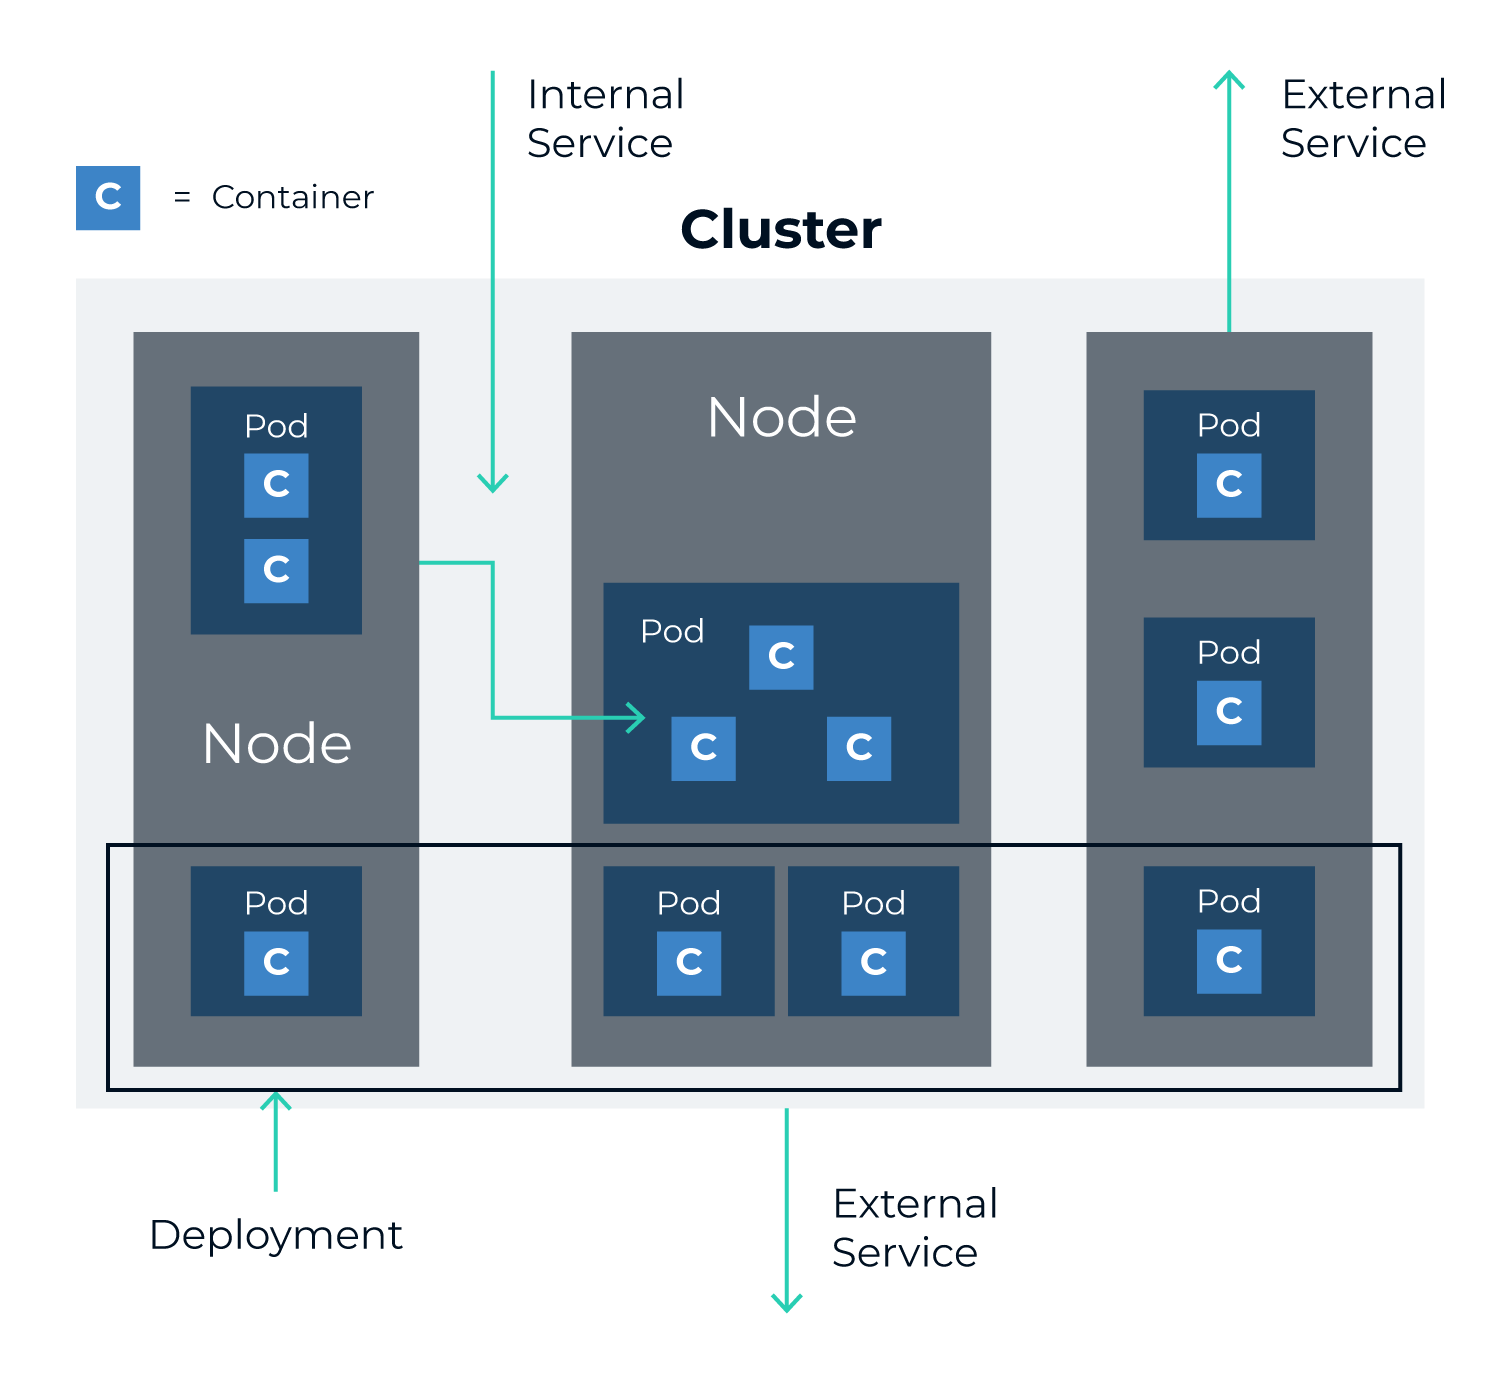 Internal
Service
External
Service
C = Container
Cluster
Pod
C
C
Node
Pod
C
Node
Pod
C
C
C
Pod
C
Pod
C
Pod
C
Pod
C
Pod
C
Deployment
External
Service